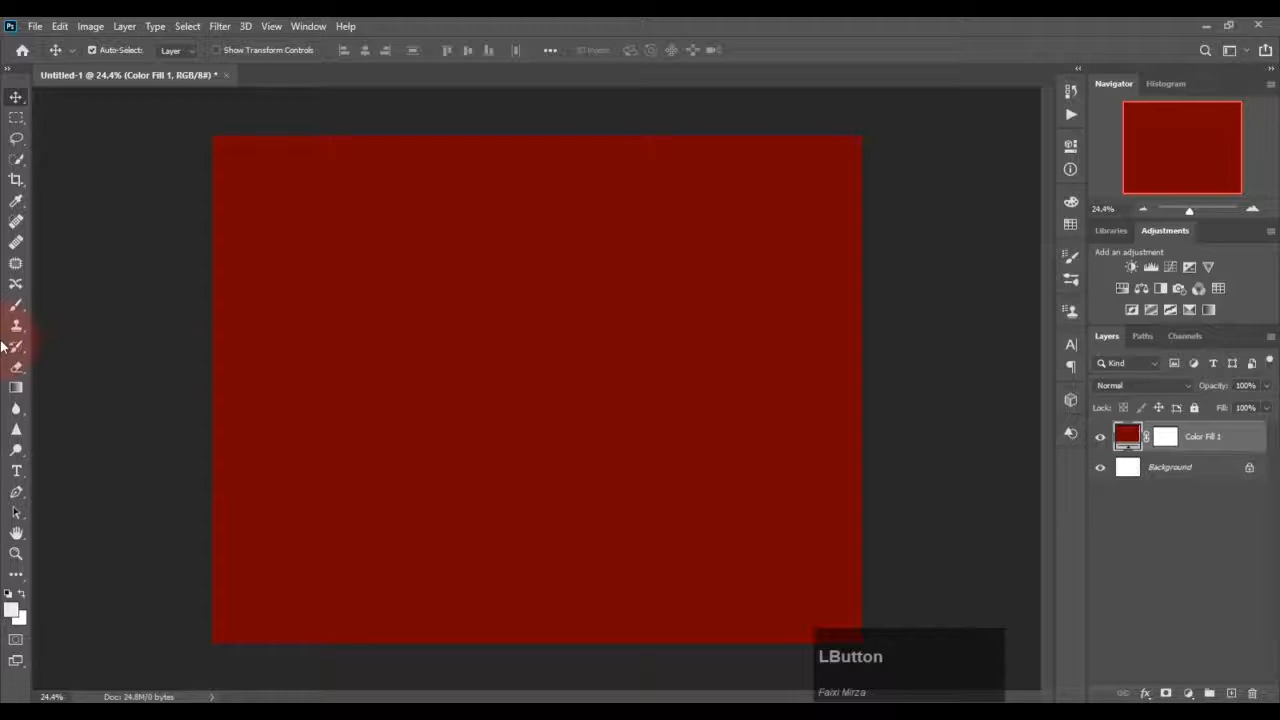 Ps File Edit Image Layer Type Select Filter 3D View Window Help
Auto-Select: Layer Show Transform Controls 3D Mode:
Untitled-1 @ 24.4% (Color Fill 1, RGB/8#) *
Navigator Histogram
24.4%
Libraries Adjustments
Add an adjustment
Layers Paths Channels
Kind
Normal Opacity: 100%
Lock: Fill: 100%
Color Fill 1
Background
LButton
Faixi Mirza
24.4% Doc: 24.8M/0 bytes